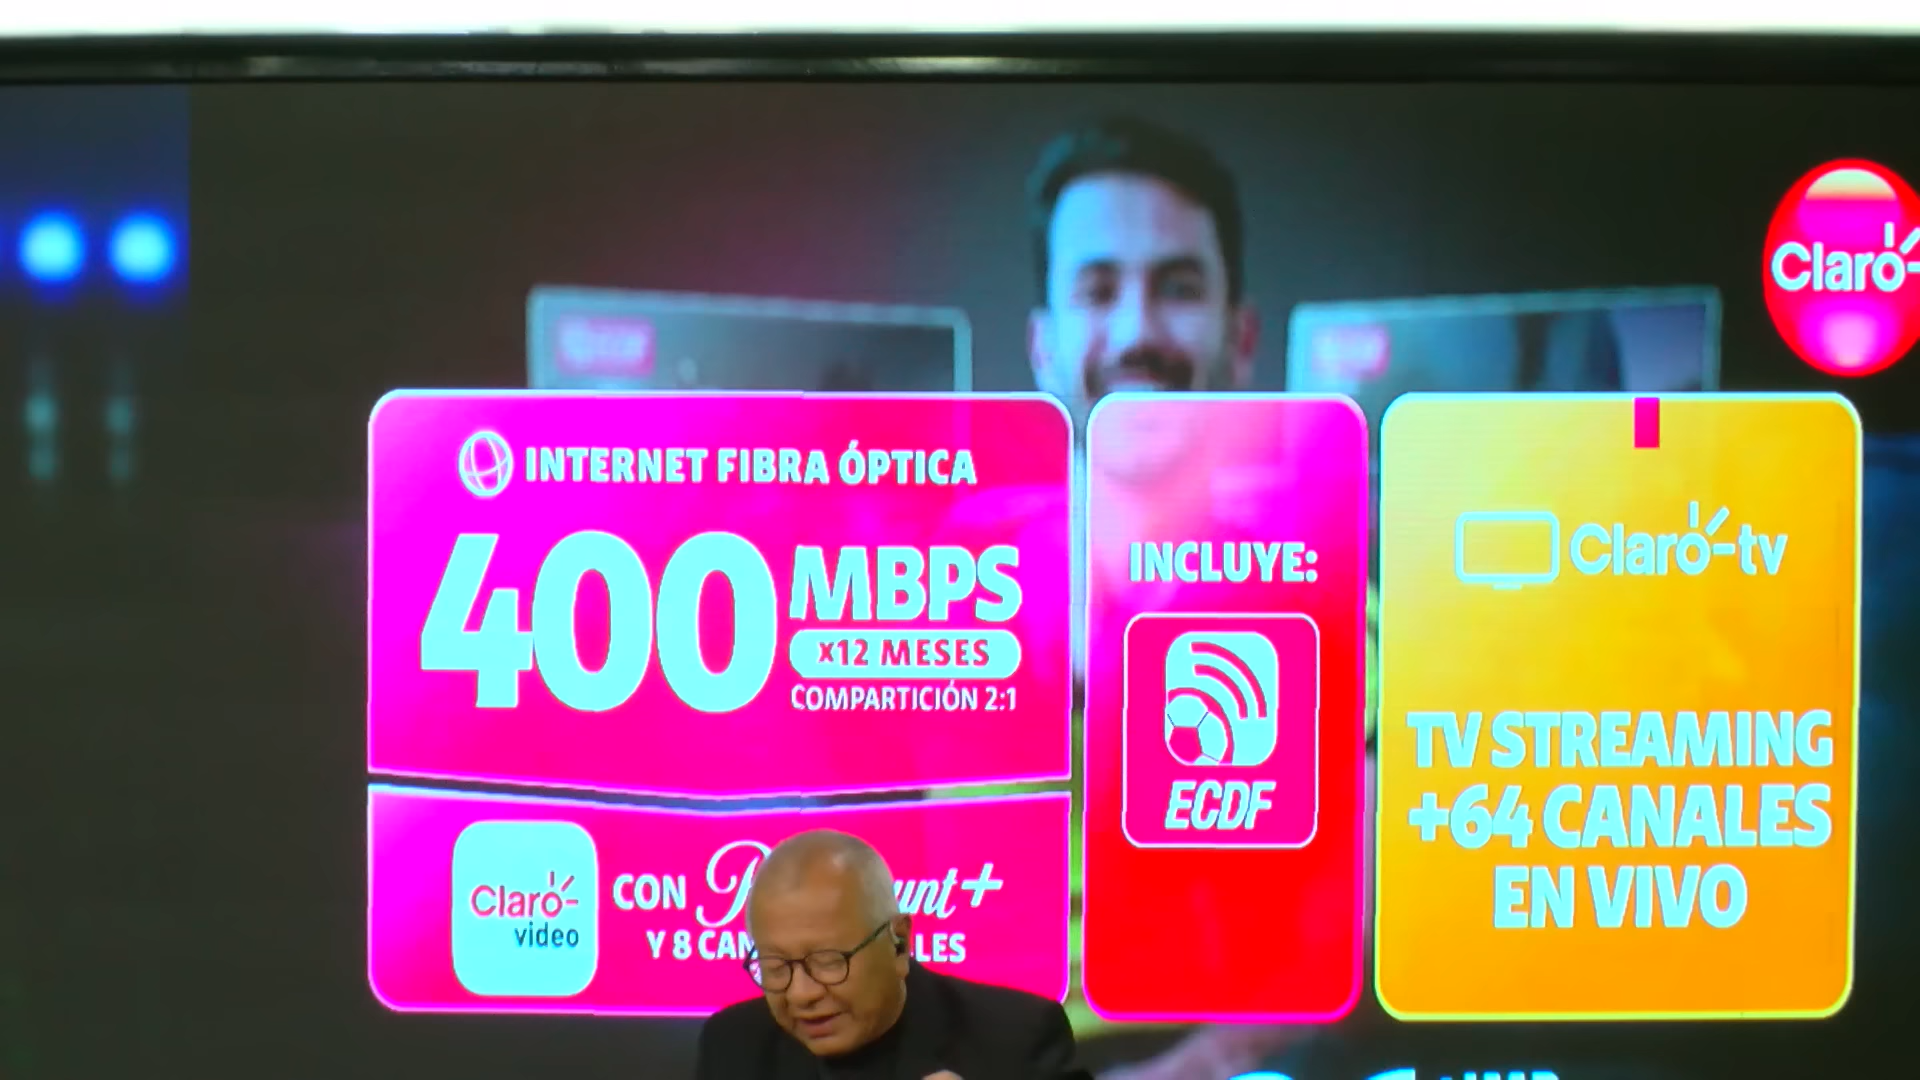 Claro-
INTERNET FIBRA ÓPTICA
400 MBPS
x12 MESES
COMPARTICIÓN 2:1
INCLUYE:
ECDF
Claro-tv
TV STREAMING
+64 CANALES
EN VIVO
Claro-
video
CON
Y 8